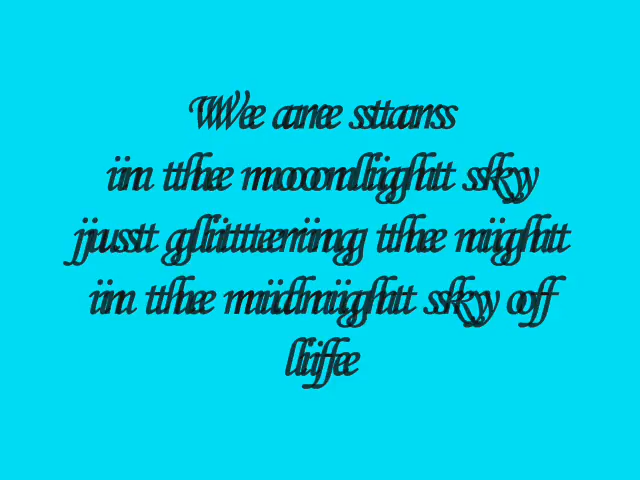 We are stars
in the moonlight sky
just glittering the night
in the midnight sky of
life